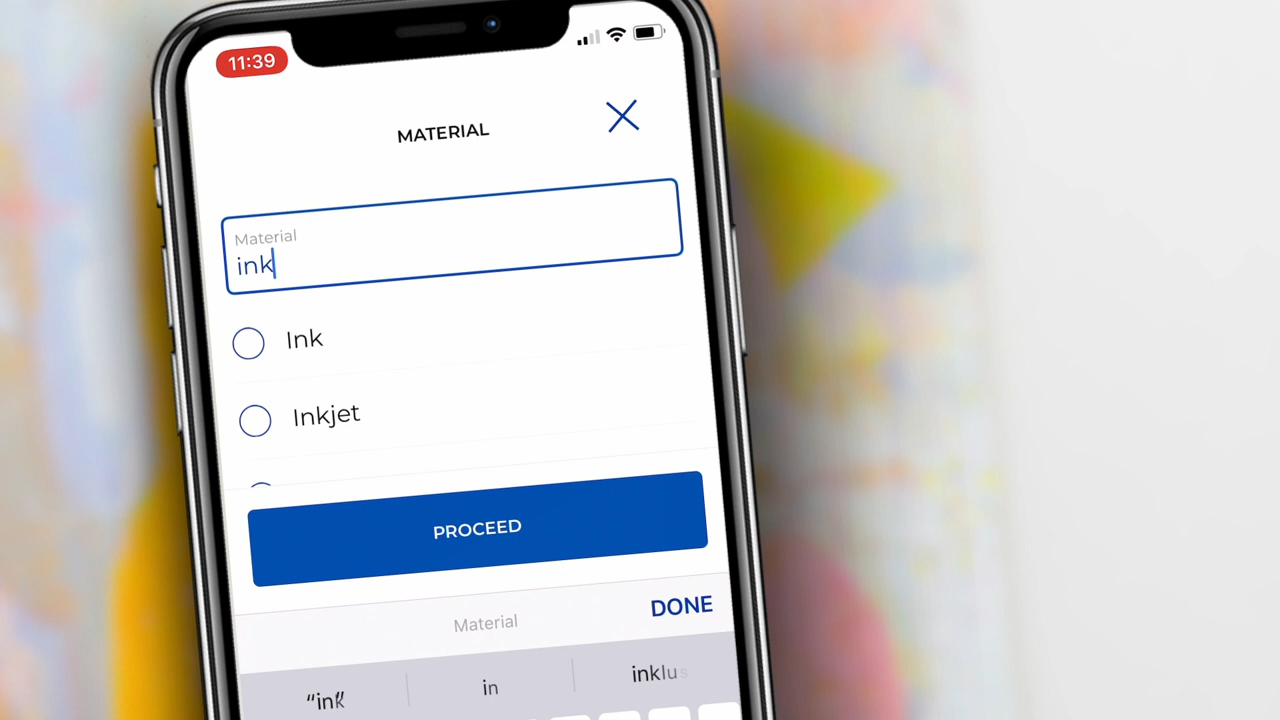 11:39
MATERIAL
Material
ink
Ink
Inkjet
PROCEED
Material
DONE
“ink”
in
inklus